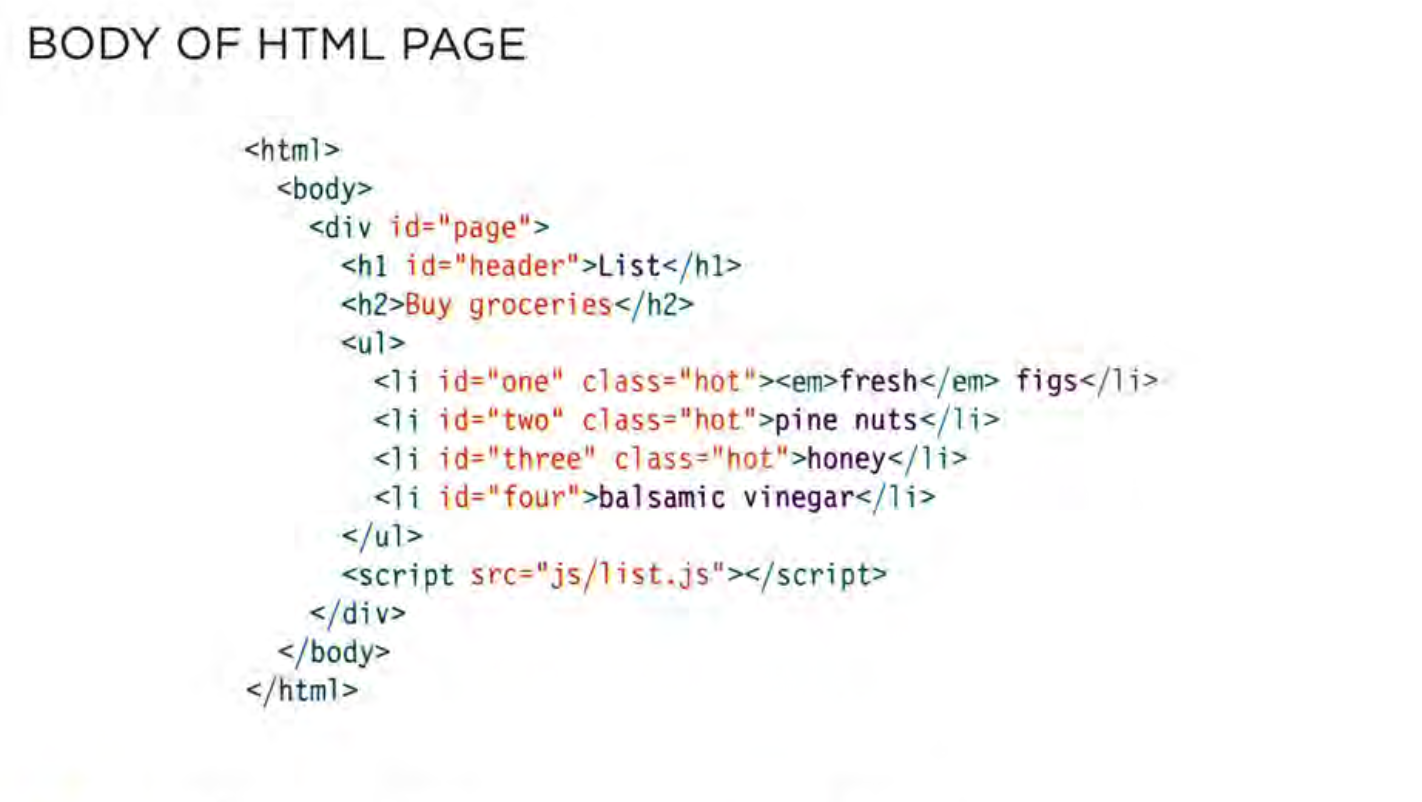 BODY OF HTML PAGE
<html>
<body>
<div id="page">
<h1 id="header">List</h1>
<h2>Buy groceries</h2>
<ul>
<li id="one" class="hot"><em>fresh</em> figs</li>
<li id="two" class="hot">pine nuts</li>
<li id="three" class="hot">honey</li>
<li id="four">balsamic vinegar</li>
</ul>
<script src="js/list.js"></script>
</div>
</body>
</html>